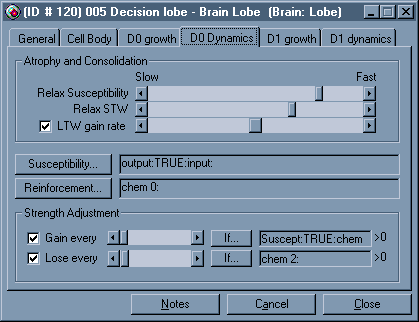 (ID # 120) 005 Decision lobe - Brain Lobe (Brain: Lobe)
General Cell Body D0 growth D0 Dynamics D1 growth D1 dynamics
Atrophy and Consolidation
Slow Fast
Relax Susceptibility
Relax STW
LTW gain rate
Susceptibility... output:TRUE:input:
Reinforcement... chem 0:
Strength Adjustment
Gain every If... Suscept:TRUE:chem >0
Lose every If... chem 2: >0
Notes Cancel Close